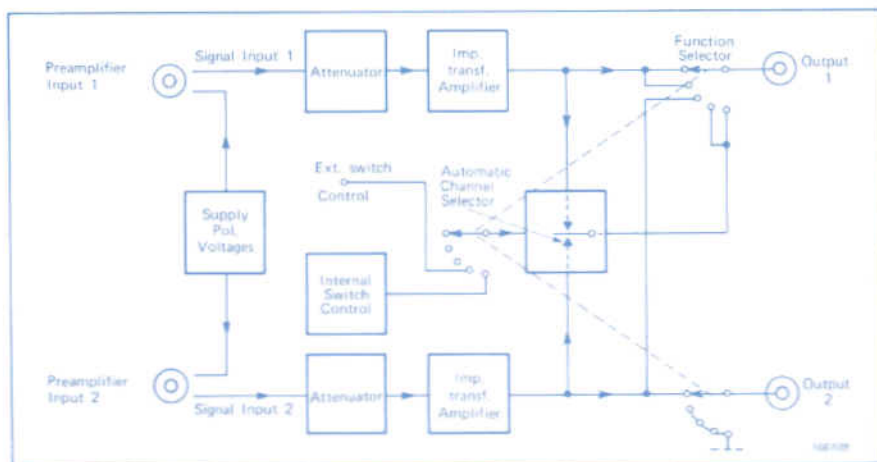 Preamplifier
Input 1
Signal Input 1
Attenuator
Imp.
transf.
Amplifier
Function
Selector
Output
1
Ext. switch
Control
Automatic
Channel
Selector
Supply
Pol.
Voltages
Internal
Switch
Control
Preamplifier
Input 2
Signal Input 2
Attenuator
Imp.
transf.
Amplifier
Output
2